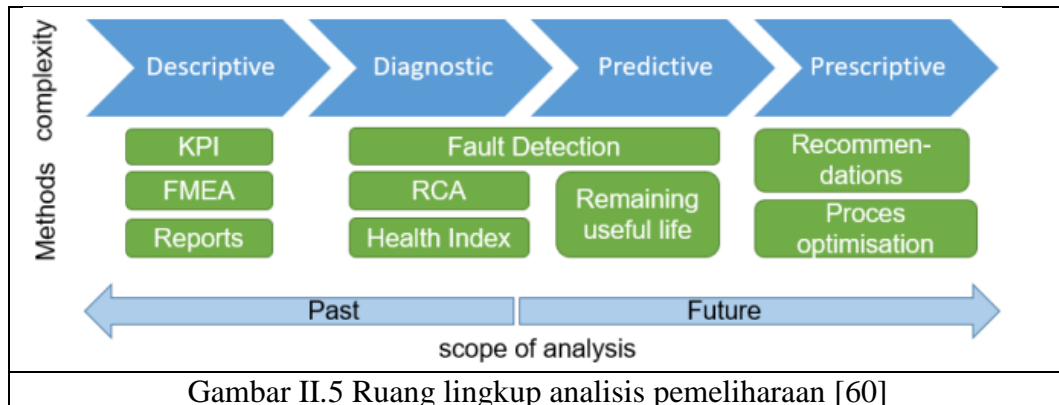 Methods complexity
Descriptive
Diagnostic
Predictive
Prescriptive
KPI
FMEA
Reports
Fault Detection
RCA
Health Index
Remaining
useful life
Recommen-
dations
Proces
optimisation
Past
Future
scope of analysis
Gambar II.5 Ruang lingkup analisis pemeliharaan [60]